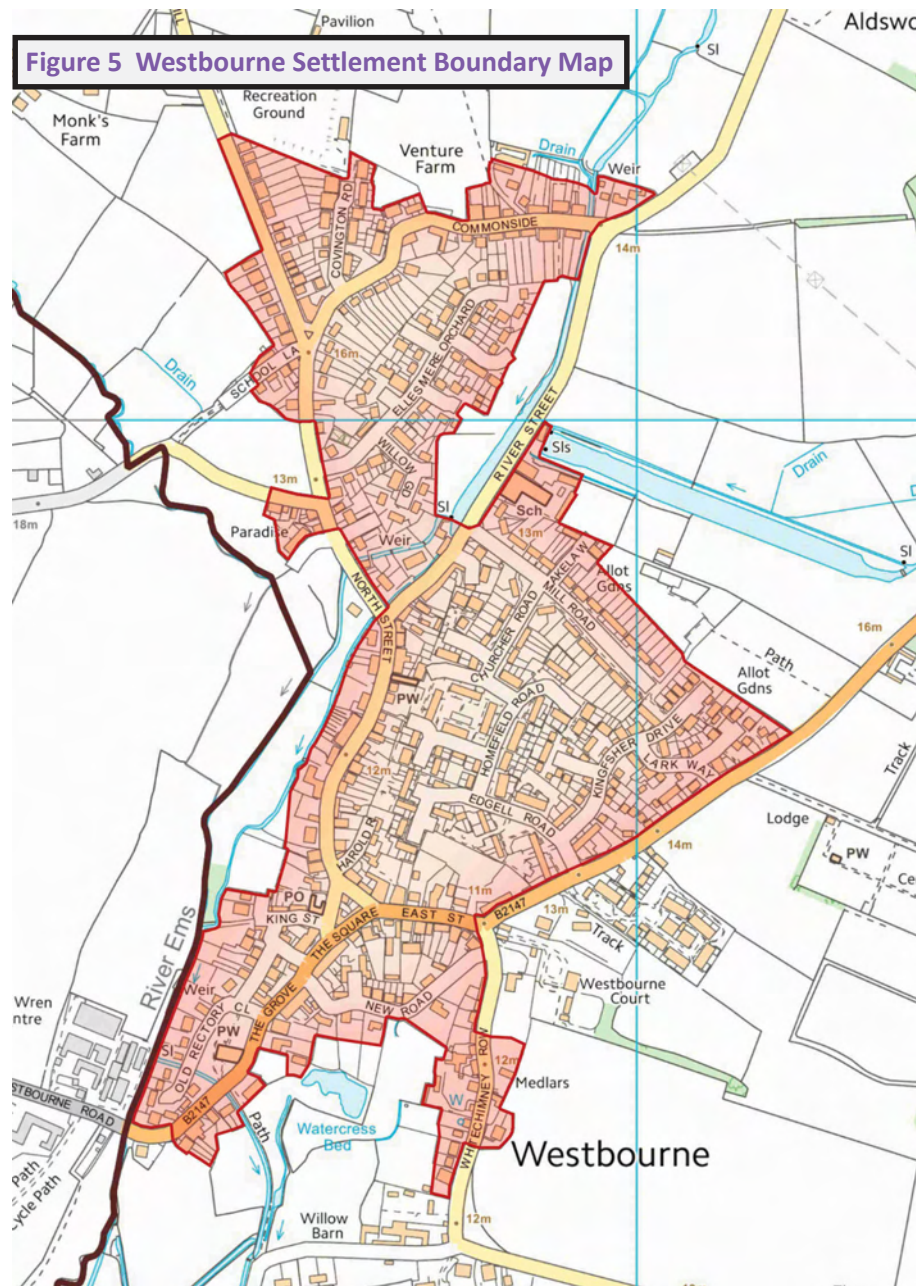 Pavilion
Aldswo
Figure 5 Westbourne Settlement Boundary Map
SI
Recreation
Ground
Monk's
Farm
Venture
Farm
Drain
Weir
COVINGTON RD
COMMONSIDE
14m
ELLESMERE ORCHARD
SCHOOL LA
16m
Drain
RIVER STREET
WILLOW GD
Sls
Drain
13m
18m
Paradise
SI
Sch
13m
Weir
Allot
Gdns
SI
NORTH STREET
MILL ROAD
CHURCHER ROAD
16m
Path
Allot
Gdns
PW
HOMEFIELD ROAD
KINGFISHER DRIVE
LARK WAY
Track
12m
EDGELL ROAD
HAROLD R
14m
Lodge
PW
Ce
PO
KING ST
11m
EAST ST
B2147
13m
THE SQUARE
Track
River Ems
Westbourne
Court
Wren
ntre
Weir
NEW ROAD
OLD RECTORY CL
THE GROVE
PW
SI
12m
Medlars
W
WHITECHIMNEY ROW
STBOURNE ROAD
B2147
Path
Watercress
Bed
Westbourne
Path
Cycle Path
Willow
Barn
12m